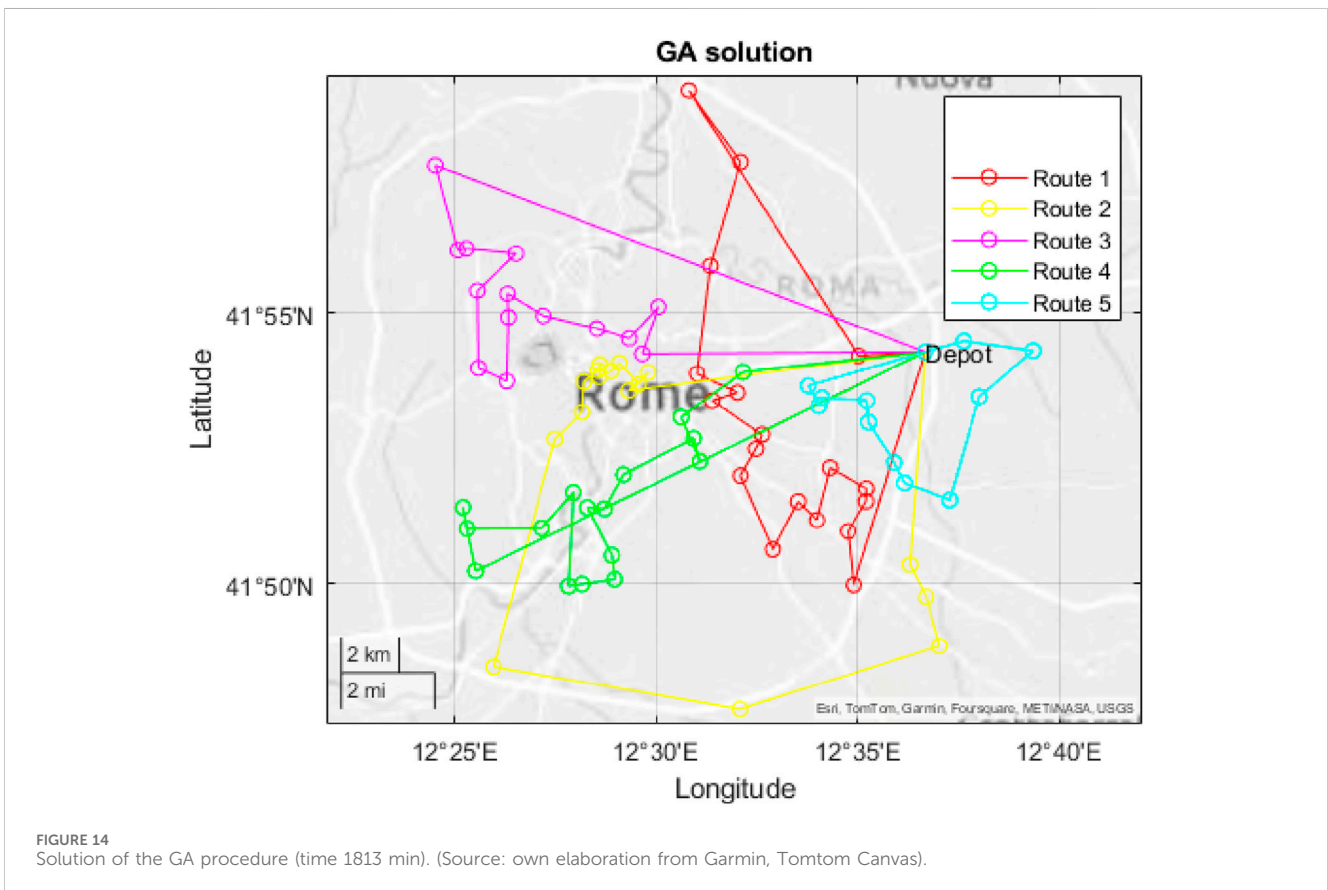 GA solution
Nuova
Route 1
Route 2
Route 3
Route 4
Route 5
ROMA
41°55'N
Depot
Rome
Latitude
41°50'N
2 km
2 mi
Esri, TomTom, Garmin, Foursquare, METI/NASA, USGS
12°25'E
12°30'E
12°35'E
12°40'E
Longitude
FIGURE 14
Solution of the GA procedure (time 1813 min). (Source: own elaboration from Garmin, Tomtom Canvas).